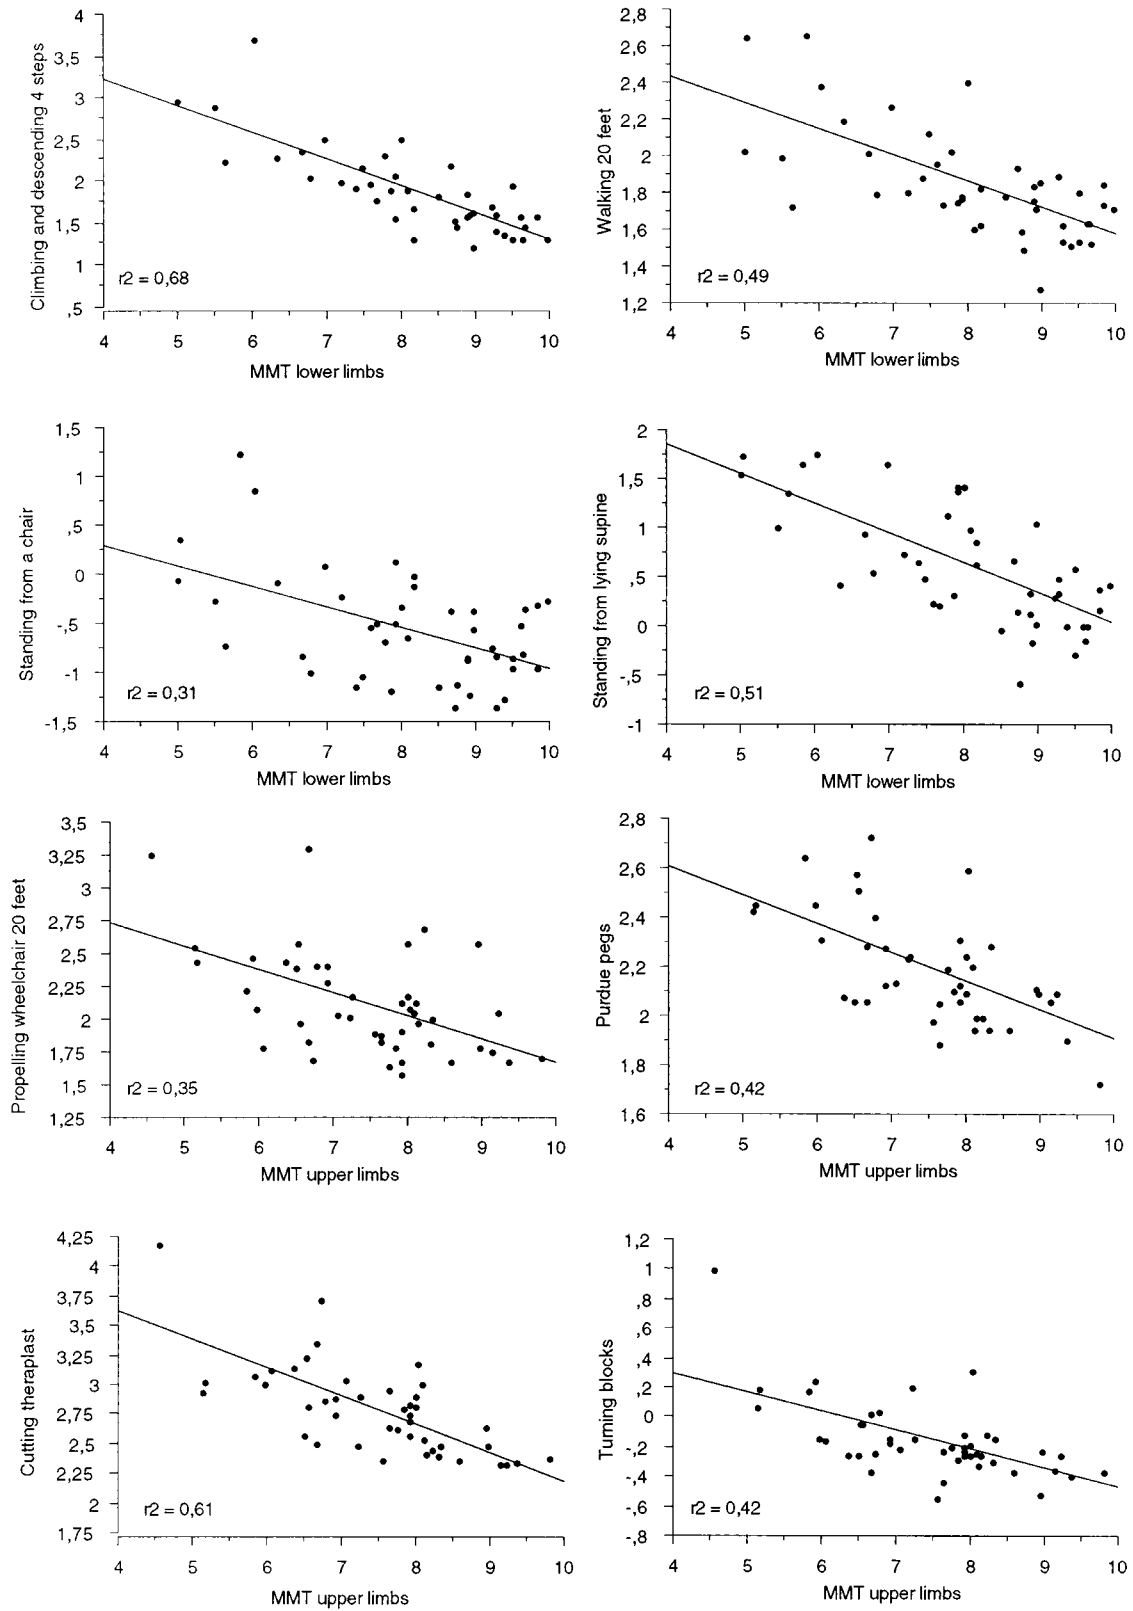 Climbing and descending 4 steps
4
3,5
3
2,5
2
1,5
1
,5
r2 = 0,68
4 5 6 7 8 9 10
MMT lower limbs
Walking 20 feet
2,8
2,6
2,4
2,2
2
1,8
1,6
1,4
1,2
r2 = 0,49
4 5 6 7 8 9 10
MMT lower limbs
Standing from a chair
1,5
1
,5
0
-,5
-1
-1,5
r2 = 0,31
4 5 6 7 8 9 10
MMT lower limbs
Standing from lying supine
2
1,5
1
,5
0
-,5
-1
r2 = 0,51
4 5 6 7 8 9 10
MMT lower limbs
Propelling wheelchair 20 feet
3,5
3,25
3
2,75
2,5
2,25
2
1,75
1,5
1,25
r2 = 0,35
4 5 6 7 8 9 10
MMT upper limbs
Purdue pegs
2,8
2,6
2,4
2,2
2
1,8
1,6
r2 = 0,42
4 5 6 7 8 9 10
MMT upper limbs
Cutting theraplast
4,25
4
3,75
3,5
3,25
3
2,75
2,5
2,25
2
1,75
r2 = 0,61
4 5 6 7 8 9 10
MMT upper limbs
Turning blocks
1,2
1
,8
,6
,4
,2
0
-,2
-,4
-,6
-,8
r2 = 0,42
4 5 6 7 8 9 10
MMT upper limbs